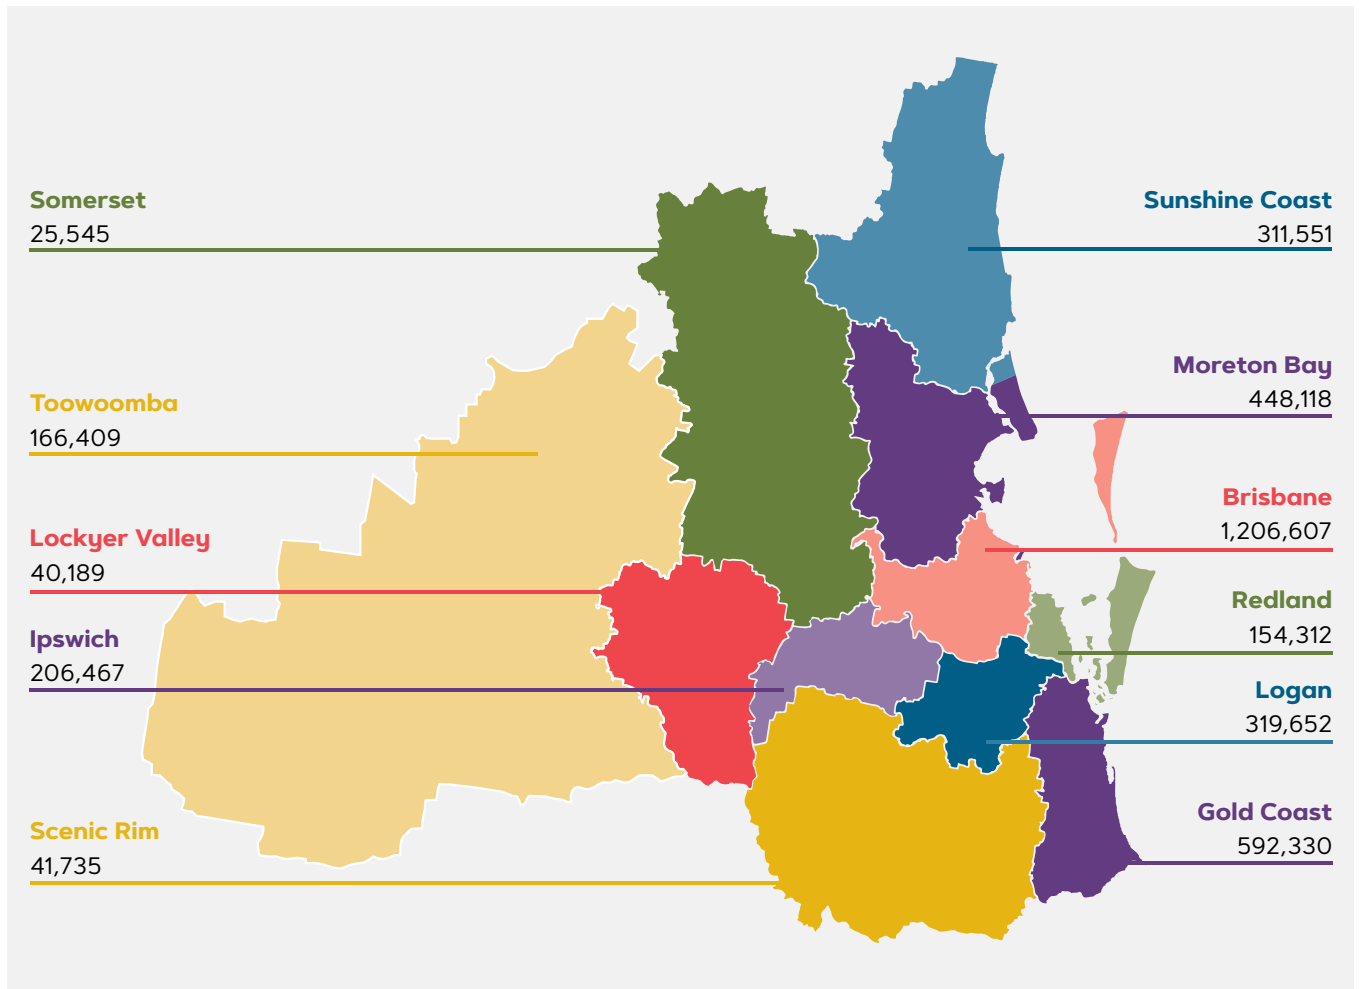 Somerset
25,545
Toowoomba
166,409
Lockyer Valley
40,189
Ipswich
206,467
Scenic Rim
41,735
Sunshine Coast
311,551
Moreton Bay
448,118
Brisbane
1,206,607
Redland
154,312
Logan
319,652
Gold Coast
592,330